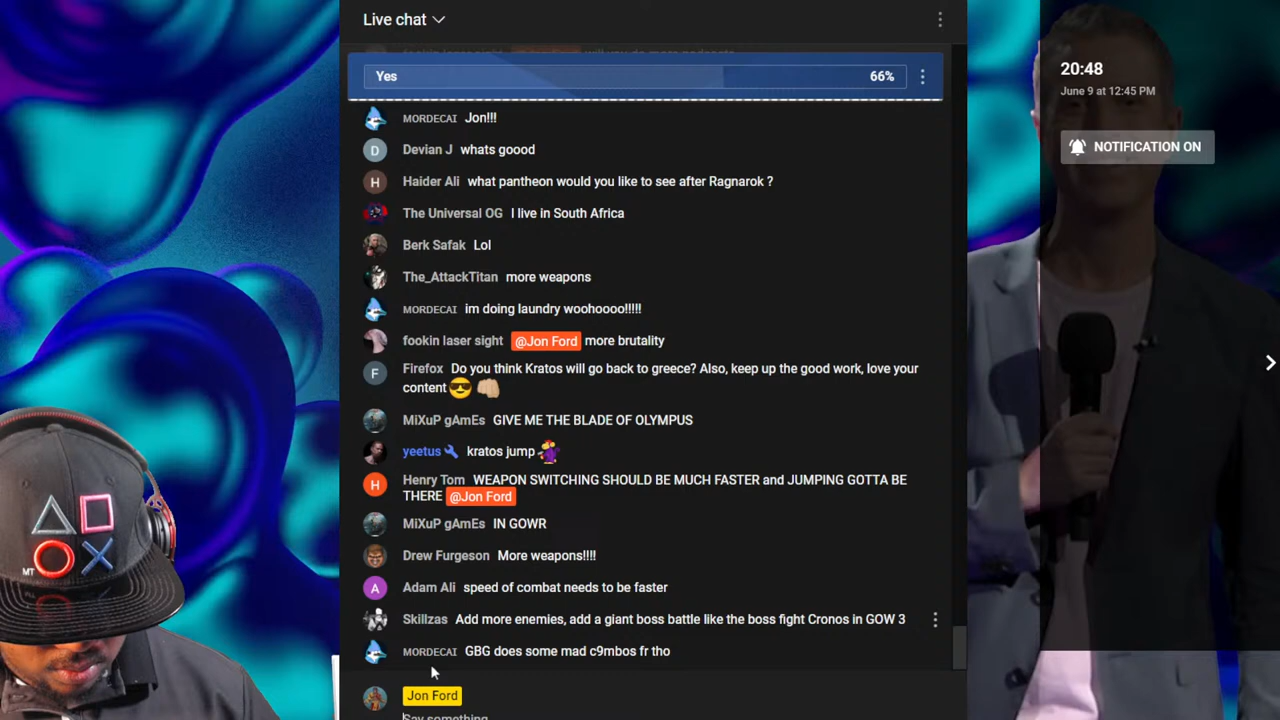 Live chat
Yes 66%
MORDECAI Jon!!!
Devian J whats goood
Haider Ali what pantheon would you like to see after Ragnarok ?
The Universal OG I live in South Africa
Berk Safak Lol
The_AttackTitan more weapons
MORDECAI im doing laundry woohoooo!!!!!
fookin laser sight @Jon Ford more brutality
Firefox Do you think Kratos will go back to greece? Also, keep up the good work, love your
content 😎 👊🏼
MiXuP gAmEs GIVE ME THE BLADE OF OLYMPUS
yeetus kratos jump
Henry Tom WEAPON SWITCHING SHOULD BE MUCH FASTER and JUMPING GOTTA BE
THERE @Jon Ford
MiXuP gAmEs IN GOWR
Drew Furgeson More weapons!!!!
Adam Ali speed of combat needs to be faster
Skillzas Add more enemies, add a giant boss battle like the boss fight Cronos in GOW 3
MORDECAI GBG does some mad c9mbos fr tho
Jon Ford
Say something
20:48
June 9 at 12:45 PM
NOTIFICATION ON
D
H
F
H
A
MT